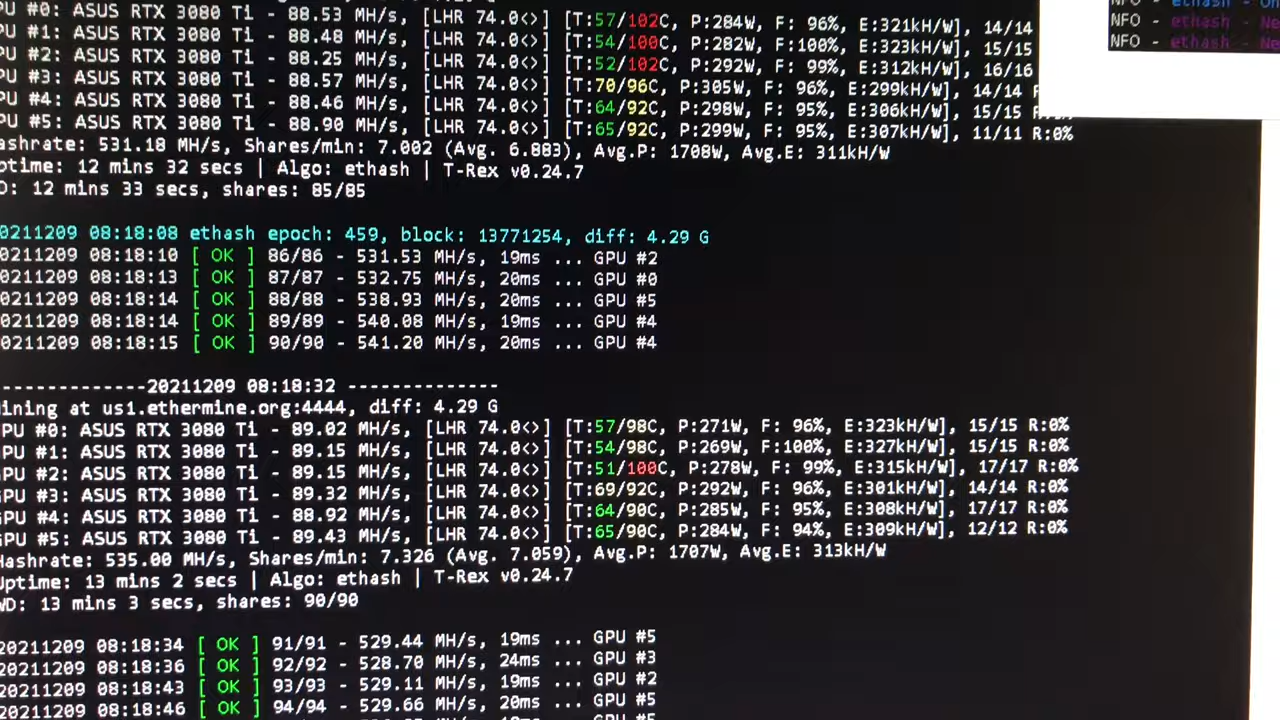 PU #0: ASUS RTX 3080 Ti - 88.53 MH/s, [LHR 74.0<>] [T:57/102C, P:284W, F: 96%, E:321kH/W], 14/14
PU #1: ASUS RTX 3080 Ti - 88.48 MH/s, [LHR 74.0<>] [T:54/100C, P:282W, F:100%, E:323kH/W], 15/15
PU #2: ASUS RTX 3080 Ti - 88.25 MH/s, [LHR 74.0<>] [T:52/102C, P:292W, F: 99%, E:312kH/W], 16/16
PU #3: ASUS RTX 3080 Ti - 88.57 MH/s, [LHR 74.0<>] [T:70/96C, P:305W, F: 96%, E:299kH/W], 14/14
PU #4: ASUS RTX 3080 Ti - 88.46 MH/s, [LHR 74.0<>] [T:64/92C, P:298W, F: 95%, E:306kH/W], 15/15
PU #5: ASUS RTX 3080 Ti - 88.90 MH/s, [LHR 74.0<>] [T:65/92C, P:299W, F: 95%, E:307kH/W], 11/11 R:0%
ashrate: 531.18 MH/s, Shares/min: 7.002 (Avg. 6.883), Avg.P: 1708W, Avg.E: 311kH/W
ptime: 12 mins 32 secs | Algo: ethash | T-Rex v0.24.7
D: 12 mins 33 secs, shares: 85/85
0211209 08:18:08 ethash epoch: 459, block: 13771254, diff: 4.29 G
0211209 08:18:10 [ OK ] 86/86 - 531.53 MH/s, 19ms ... GPU #2
0211209 08:18:13 [ OK ] 87/87 - 532.75 MH/s, 20ms ... GPU #0
0211209 08:18:14 [ OK ] 88/88 - 538.93 MH/s, 20ms ... GPU #5
0211209 08:18:14 [ OK ] 89/89 - 540.08 MH/s, 19ms ... GPU #4
0211209 08:18:15 [ OK ] 90/90 - 541.20 MH/s, 20ms ... GPU #4
-------------20211209 08:18:32 --------------
ining at us1.ethermine.org:4444, diff: 4.29 G
GPU #0: ASUS RTX 3080 Ti - 89.02 MH/s, [LHR 74.0<>] [T:57/98C, P:271W, F: 96%, E:323kH/W], 15/15 R:0%
GPU #1: ASUS RTX 3080 Ti - 89.15 MH/s, [LHR 74.0<>] [T:54/98C, P:269W, F:100%, E:327kH/W], 15/15 R:0%
GPU #2: ASUS RTX 3080 Ti - 89.15 MH/s, [LHR 74.0<>] [T:51/100C, P:278W, F: 99%, E:315kH/W], 17/17 R:0%
GPU #3: ASUS RTX 3080 Ti - 89.32 MH/s, [LHR 74.0<>] [T:69/92C, P:292W, F: 96%, E:301kH/W], 14/14 R:0%
GPU #4: ASUS RTX 3080 Ti - 88.92 MH/s, [LHR 74.0<>] [T:64/90C, P:285W, F: 95%, E:308kH/W], 17/17 R:0%
GPU #5: ASUS RTX 3080 Ti - 89.43 MH/s, [LHR 74.0<>] [T:65/90C, P:284W, F: 94%, E:309kH/W], 12/12 R:0%
Hashrate: 535.00 MH/s, Shares/min: 7.326 (Avg. 7.059), Avg.P: 1707W, Avg.E: 313kH/W
Uptime: 13 mins 2 secs | Algo: ethash | T-Rex v0.24.7
WD: 13 mins 3 secs, shares: 90/90
20211209 08:18:34 [ OK ] 91/91 - 529.44 MH/s, 19ms ... GPU #5
20211209 08:18:36 [ OK ] 92/92 - 528.70 MH/s, 24ms ... GPU #3
20211209 08:18:43 [ OK ] 93/93 - 529.11 MH/s, 19ms ... GPU #2
20211209 08:18:46 [ OK ] 94/94 - 529.66 MH/s, 20ms ... GPU #5
NFO - ethash - On
NFO - ethash - Ne
NFO - ethash - Ne